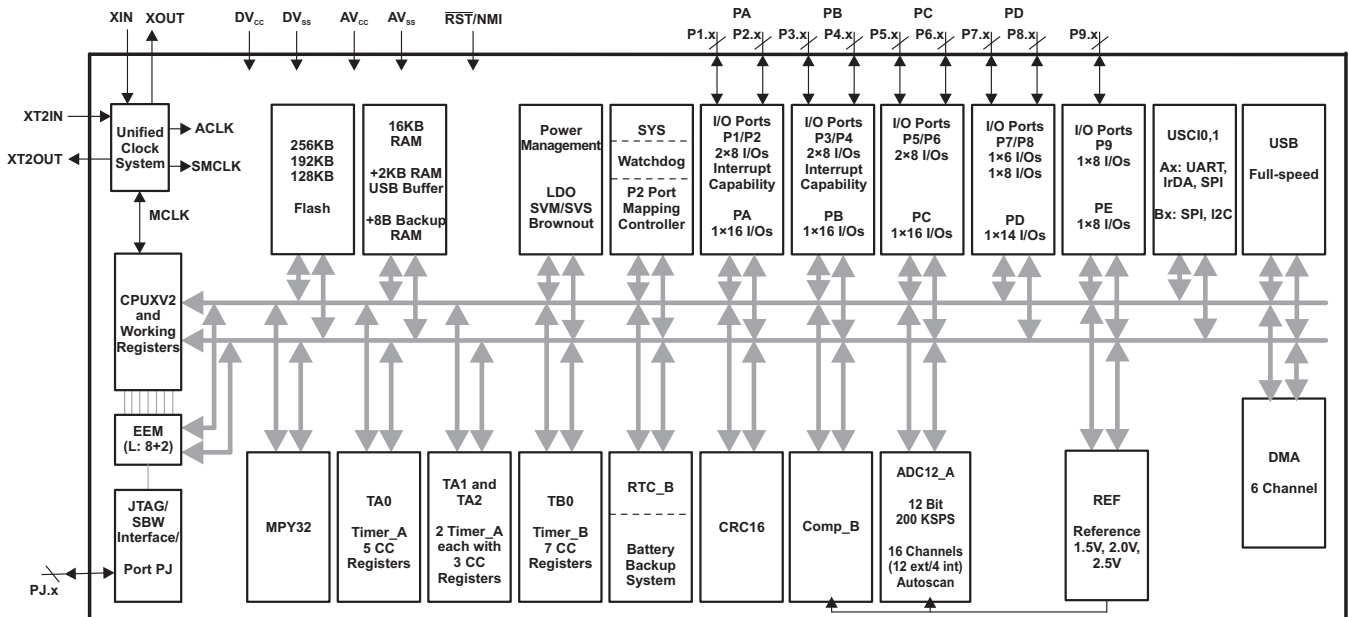 XIN
XOUT
DVCC
DVSS
AVCC
AVSS
RST/NMI
PA
PB
PC
PD
P1.x
P2.x
P3.x
P4.x
P5.x
P6.x
P7.x
P8.x
P9.x
XT2IN
XT2OUT
Unified
Clock
System
ACLK
SMCLK
MCLK
256KB
192KB
128KB
Flash
16KB
RAM
+2KB RAM
USB Buffer
+8B Backup
RAM
Power
Management
LDO
SVM/SVS
Brownout
SYS
Watchdog
P2 Port
Mapping
Controller
I/O Ports
P1/P2
2×8 I/Os
Interrupt
Capability
PA
1×16 I/Os
I/O Ports
P3/P4
2×8 I/Os
Interrupt
Capability
PB
1×16 I/Os
I/O Ports
P5/P6
2×8 I/Os
PC
1×16 I/Os
I/O Ports
P7/P8
1×6 I/Os
1×8 I/Os
PD
1×14 I/Os
I/O Ports
P9
1×8 I/Os
PE
1×8 I/Os
USCI0,1
Ax: UART,
IrDA, SPI
Bx: SPI, I2C
USB
Full-speed
CPUXV2
and
Working
Registers
EEM
(L: 8+2)
JTAG/
SBW
Interface/
Port PJ
PJ.x
MPY32
TA0
Timer_A
5 CC
Registers
TA1 and
TA2
2 Timer_A
each with
3 CC
Registers
TB0
Timer_B
7 CC
Registers
RTC_B
Battery
Backup
System
CRC16
Comp_B
ADC12_A
12 Bit
200 KSPS
16 Channels
(12 ext/4 int)
Autoscan
REF
Reference
1.5V, 2.0V,
2.5V
DMA
6 Channel